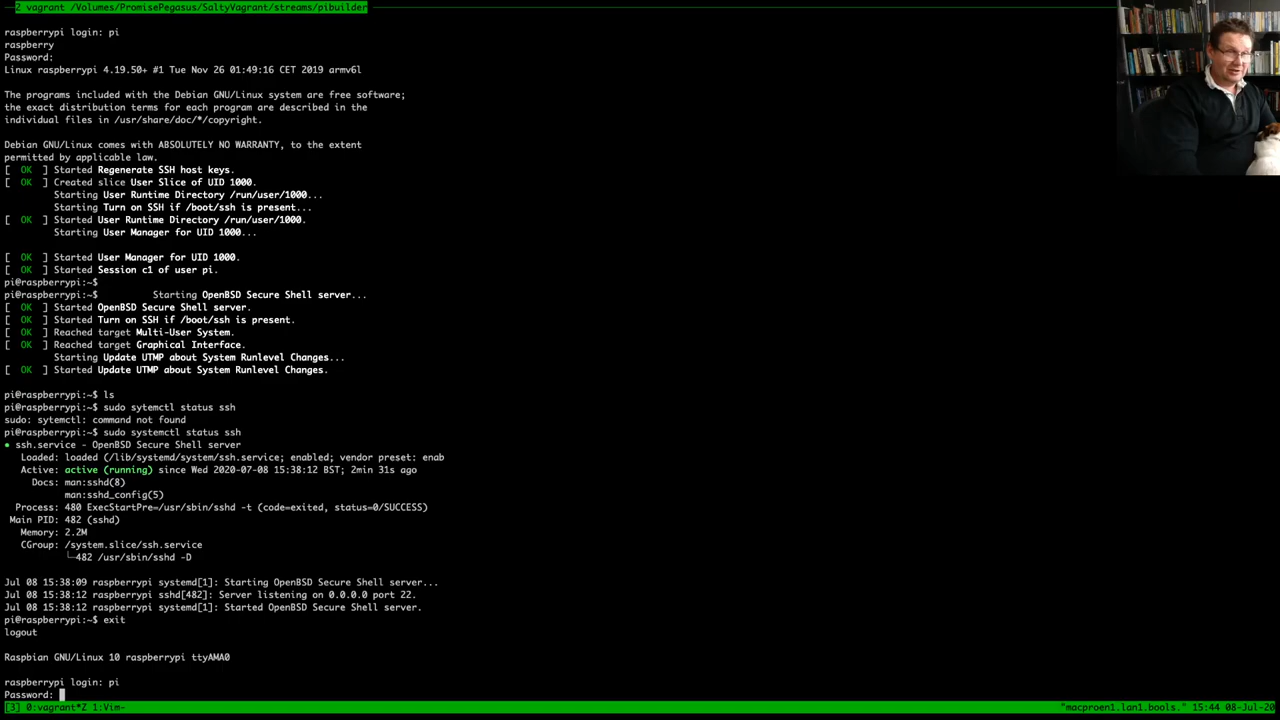 Z vagrant /Volumes/PromisePegasus/SaltyVagrant/streams/pibuilder
raspberrypi login: pi
raspberry
Password:
Linux raspberrypi 4.19.50+ #1 Tue Nov 26 01:49:16 CET 2019 armv6l
The programs included with the Debian GNU/Linux system are free software;
the exact distribution terms for each program are described in the
individual files in /usr/share/doc/*/copyright.
Debian GNU/Linux comes with ABSOLUTELY NO WARRANTY, to the extent
permitted by applicable law.
[  OK  ] Started Regenerate SSH host keys.
[  OK  ] Created slice User Slice of UID 1000.
Starting User Runtime Directory /run/user/1000...
Starting Turn on SSH if /boot/ssh is present...
[  OK  ] Started User Runtime Directory /run/user/1000.
Starting User Manager for UID 1000...
[  OK  ] Started User Manager for UID 1000.
[  OK  ] Started Session c1 of user pi.
pi@raspberrypi:~$
pi@raspberrypi:~$         Starting OpenBSD Secure Shell server...
[  OK  ] Started OpenBSD Secure Shell server.
[  OK  ] Started Turn on SSH if /boot/ssh is present.
[  OK  ] Reached target Multi-User System.
[  OK  ] Reached target Graphical Interface.
Starting Update UTMP about System Runlevel Changes...
[  OK  ] Started Update UTMP about System Runlevel Changes.
pi@raspberrypi:~$ ls
pi@raspberrypi:~$ sudo sytemctl status ssh
sudo: sytemctl: command not found
pi@raspberrypi:~$ sudo systemctl status ssh
● ssh.service - OpenBSD Secure Shell server
Loaded: loaded (/lib/systemd/system/ssh.service; enabled; vendor preset: enab
Active: active (running) since Wed 2020-07-08 15:38:12 BST; 2min 31s ago
Docs: man:sshd(8)
man:sshd_config(5)
Process: 480 ExecStartPre=/usr/sbin/sshd -t (code=exited, status=0/SUCCESS)
Main PID: 482 (sshd)
Memory: 2.2M
CGroup: /system.slice/ssh.service
└─482 /usr/sbin/sshd -D
Jul 08 15:38:09 raspberrypi systemd[1]: Starting OpenBSD Secure Shell server...
Jul 08 15:38:12 raspberrypi sshd[482]: Server listening on 0.0.0.0 port 22.
Jul 08 15:38:12 raspberrypi systemd[1]: Started OpenBSD Secure Shell server.
pi@raspberrypi:~$ exit
logout
Raspbian GNU/Linux 10 raspberrypi ttyAMA0
raspberrypi login: pi
Password:
[3] 0:vagrant*Z 1:Vim- "macproen1.lan1.bools." 15:44 08-Jul-20